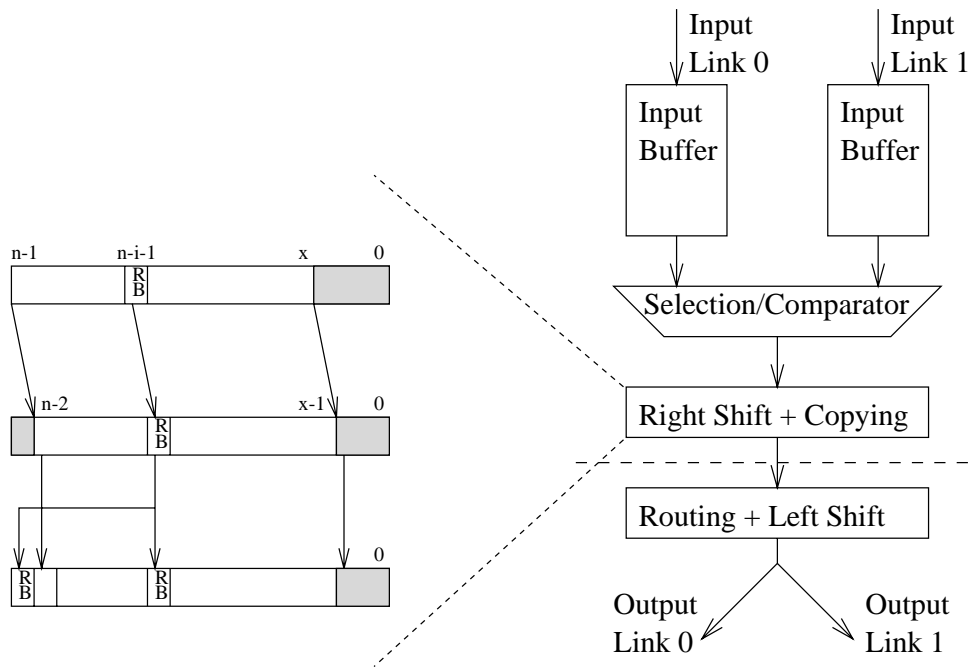 Input
Link 0
Input
Link 1
Input
Buffer
Input
Buffer
n-1
n-i-1
x
0
R
B
Selection/Comparator
n-2
x-1
0
R
B
Right Shift + Copying
Routing + Left Shift
0
R
B
R
B
Output
Link 0
Output
Link 1